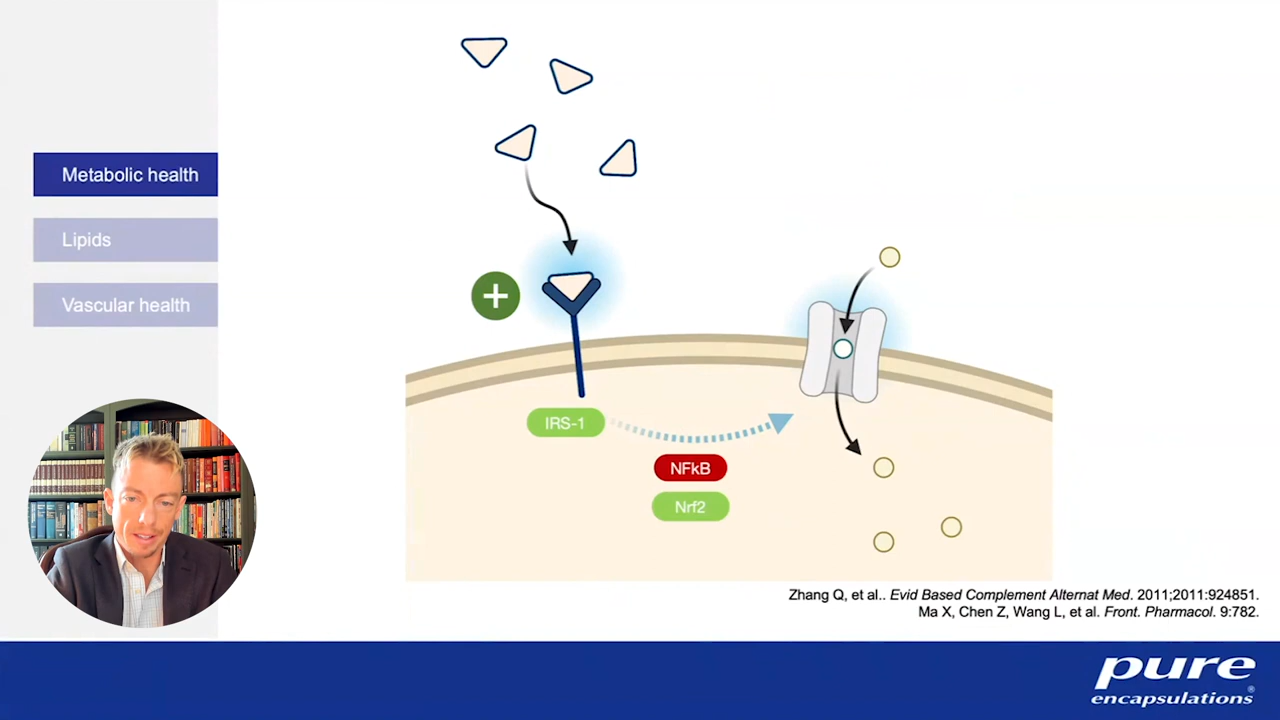 Metabolic health
Lipids
Vascular health
+
IRS-1
NFkB
Nrf2
Zhang Q, et al.. Evid Based Complement Alternat Med. 2011;2011:924851.
Ma X, Chen Z, Wang L, et al. Front. Pharmacol. 9:782.
pure
encapsulations®